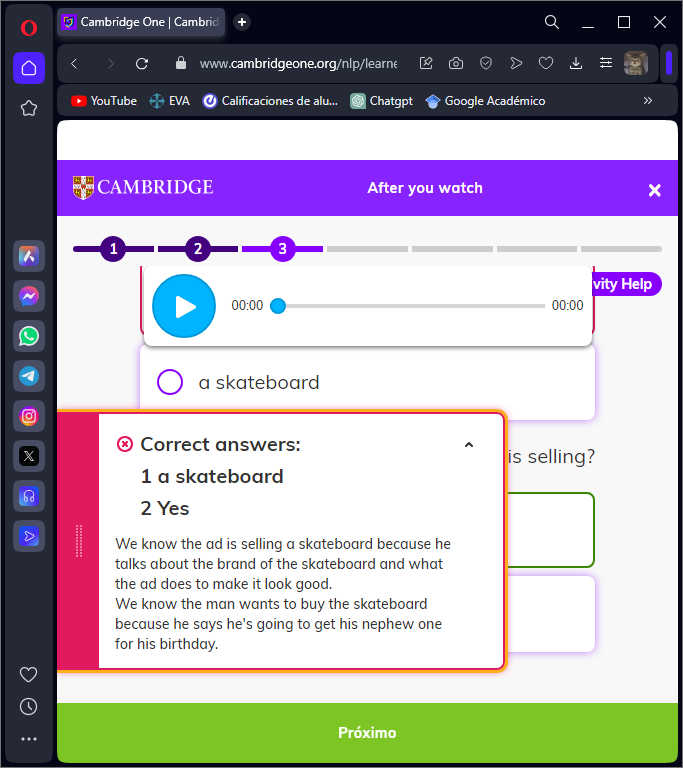 Cambridge One | Cambrid
www.cambridgeone.org/nlp/learne
YouTube
EVA
Calificaciones de alu...
Chatgpt
Google Académico
CAMBRIDGE
After you watch
1
2
3
vity Help
00:00
00:00
a skateboard
is selling?
Correct answers:
1 a skateboard
2 Yes
We know the ad is selling a skateboard because he
talks about the brand of the skateboard and what
the ad does to make it look good.
We know the man wants to buy the skateboard
because he says he's going to get his nephew one
for his birthday.
Próximo